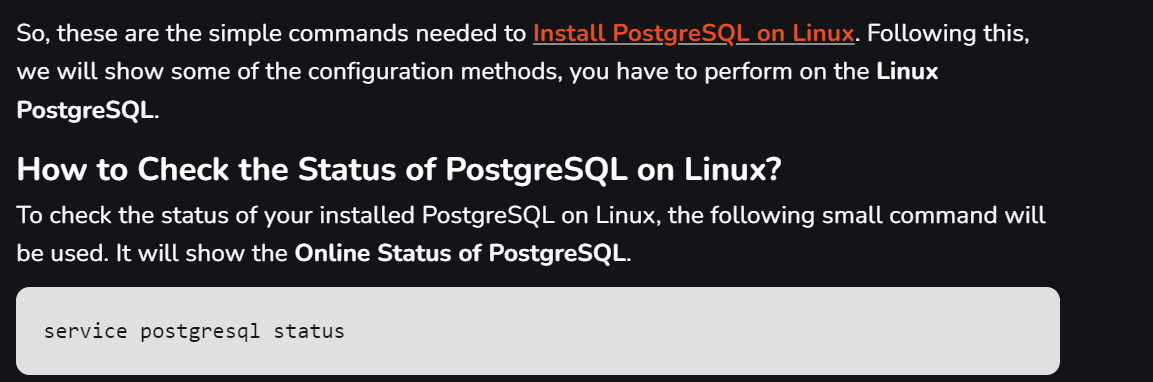 So, these are the simple commands needed to Install PostgreSQL on Linux. Following this,
we will show some of the configuration methods, you have to perform on the Linux
PostgreSQL.
How to Check the Status of PostgreSQL on Linux?
To check the status of your installed PostgreSQL on Linux, the following small command will
be used. It will show the Online Status of PostgreSQL.
service postgresql status